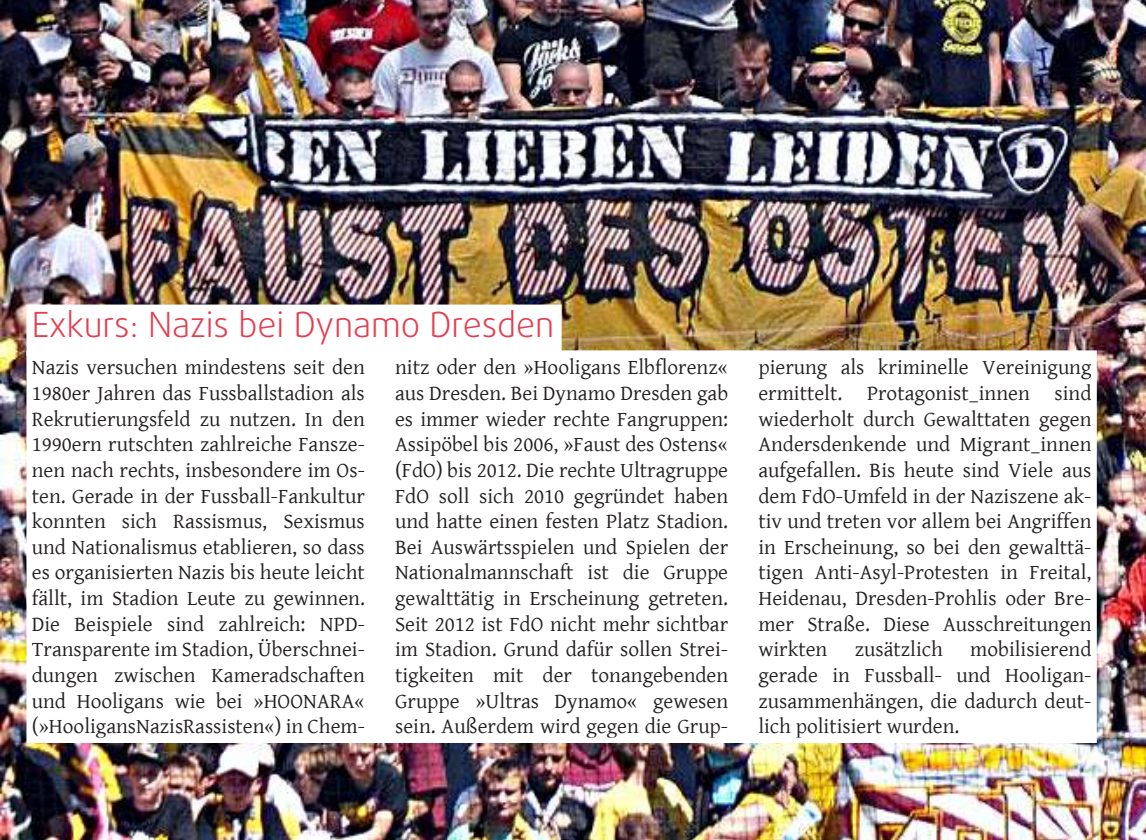 BEN LIEBEN LEIDEN D
FAUST DES OSTENS
Exkurs: Nazis bei Dynamo Dresden
Nazis versuchen mindestens seit den
1980er Jahren das Fussballstadion als
Rekrutierungsfeld zu nutzen. In den
1990ern rutschten zahlreiche Fansze-
nen nach rechts, insbesondere im Os-
ten. Gerade in der Fussball-Fankultur
konnten sich Rassismus, Sexismus
und Nationalismus etablieren, so dass
es organisierten Nazis bis heute leicht
fällt, im Stadion Leute zu gewinnen.
Die Beispiele sind zahlreich: NPD-
Transparente im Stadion, Überschnei-
dungen zwischen Kameradschaften
und Hooligans wie bei »HOONARA«
(»HooligansNazisRassisten«) in Chem-
nitz oder den »Hooligans Elbflorenz«
aus Dresden. Bei Dynamo Dresden gab
es immer wieder rechte Fangruppen:
Assipöbel bis 2006, »Faust des Ostens«
(FdO) bis 2012. Die rechte Ultragruppe
FdO soll sich 2010 gegründet haben
und hatte einen festen Platz Stadion.
Bei Auswärtsspielen und Spielen der
Nationalmannschaft ist die Gruppe
gewalttätig in Erscheinung getreten.
Seit 2012 ist FdO nicht mehr sichtbar
im Stadion. Grund dafür sollen Strei-
tigkeiten mit der tonangebenden
Gruppe »Ultras Dynamo« gewesen
sein. Außerdem wird gegen die Grup-
pierung als kriminelle Vereinigung
ermittelt. Protagonist_innen sind
wiederholt durch Gewalttaten gegen
Andersdenkende und Migrant_innen
aufgefallen. Bis heute sind Viele aus
dem FdO-Umfeld in der Naziszene ak-
tiv und treten vor allem bei Angriffen
in Erscheinung, so bei den gewalttä-
tigen Anti-Asyl-Protesten in Freital,
Heidenau, Dresden-Prohlis oder Bre-
mer Straße. Diese Ausschreitungen
wirkten zusätzlich mobilisierend
gerade in Fussball- und Hooligan-
zusammenhängen, die dadurch deut-
lich politisiert wurden.